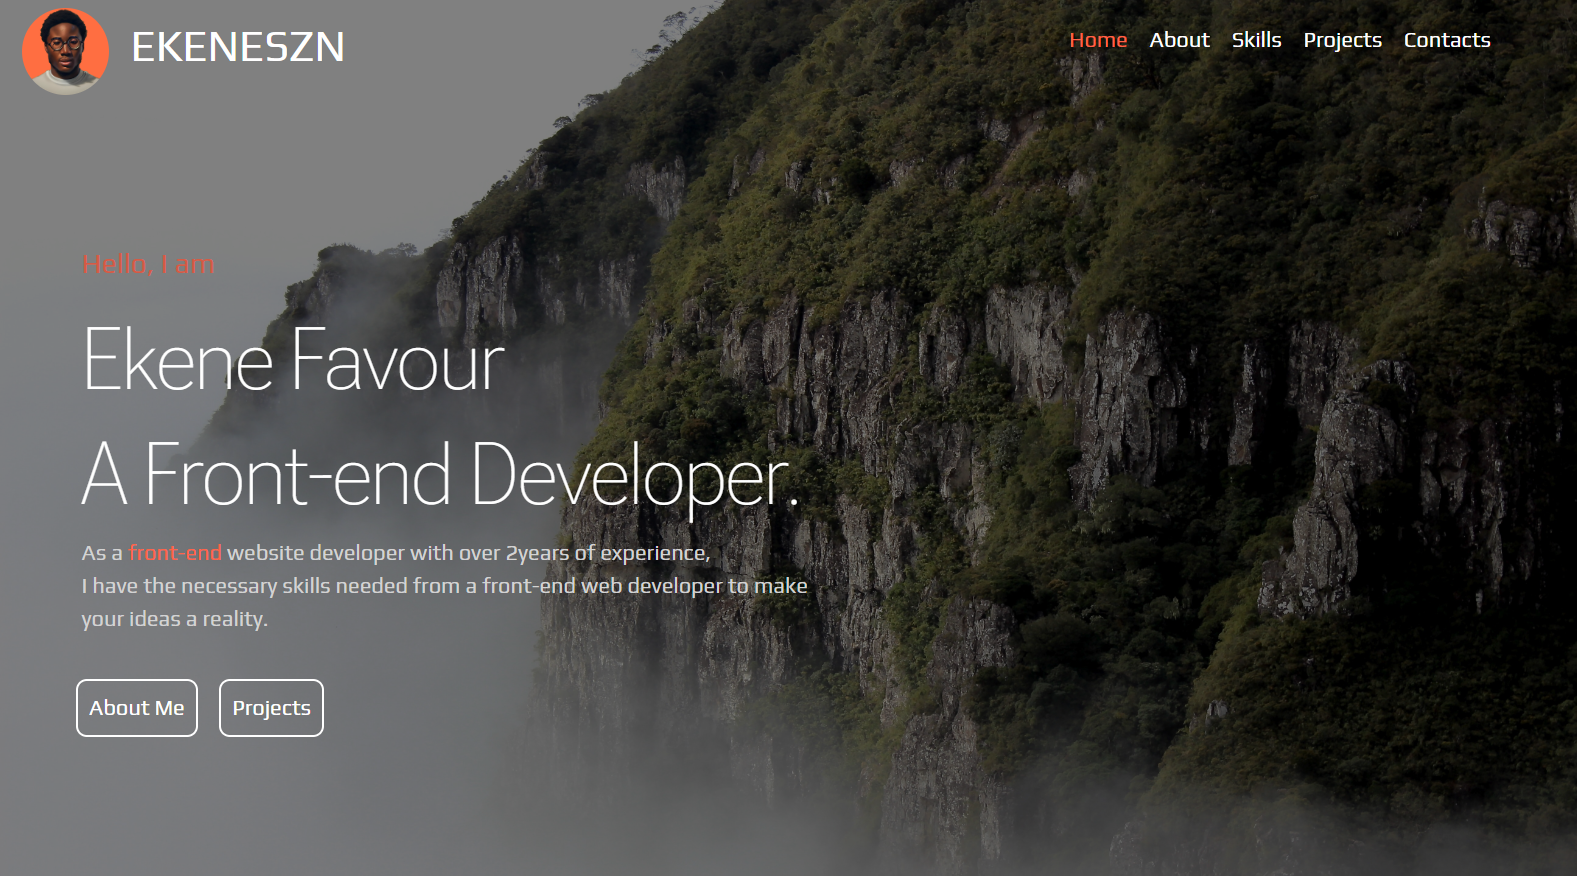 EKENESZN
Home About Skills Projects Contacts
Hello, I am
Ekene Favour
A Front-end Developer.
As a front-end website developer with over 2years of experience,
I have the necessary skills needed from a front-end web developer to make
your ideas a reality.
About Me Projects